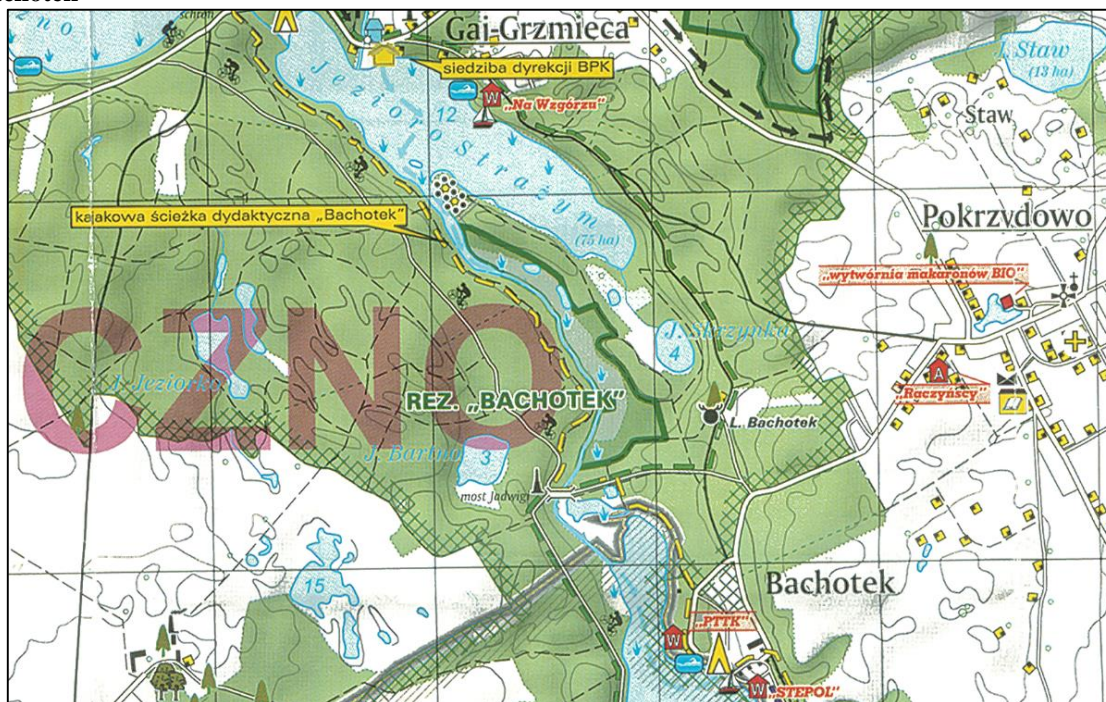 schron
Gaj-Grzmięca
siedziba dyrekcji BPK
J. Staw
(13 ha)
Staw
„Na Wzgórzu”
12
Jezioro Strażym
(75 ha)
kajakowa ścieżka dydaktyczna „Bachotek”
Pokrzydowo
„wytwórnia makaronów BIO”
J. Skrzynka
4
CZNO
J. Jeziorko
A
„Raczyńscy”
REZ. „BACHOTEK”
L. Bachotek
J. Bartno
3
most Jadwigi
15
Bachotek
„PTTK”
W
W
„STEPOL”
W